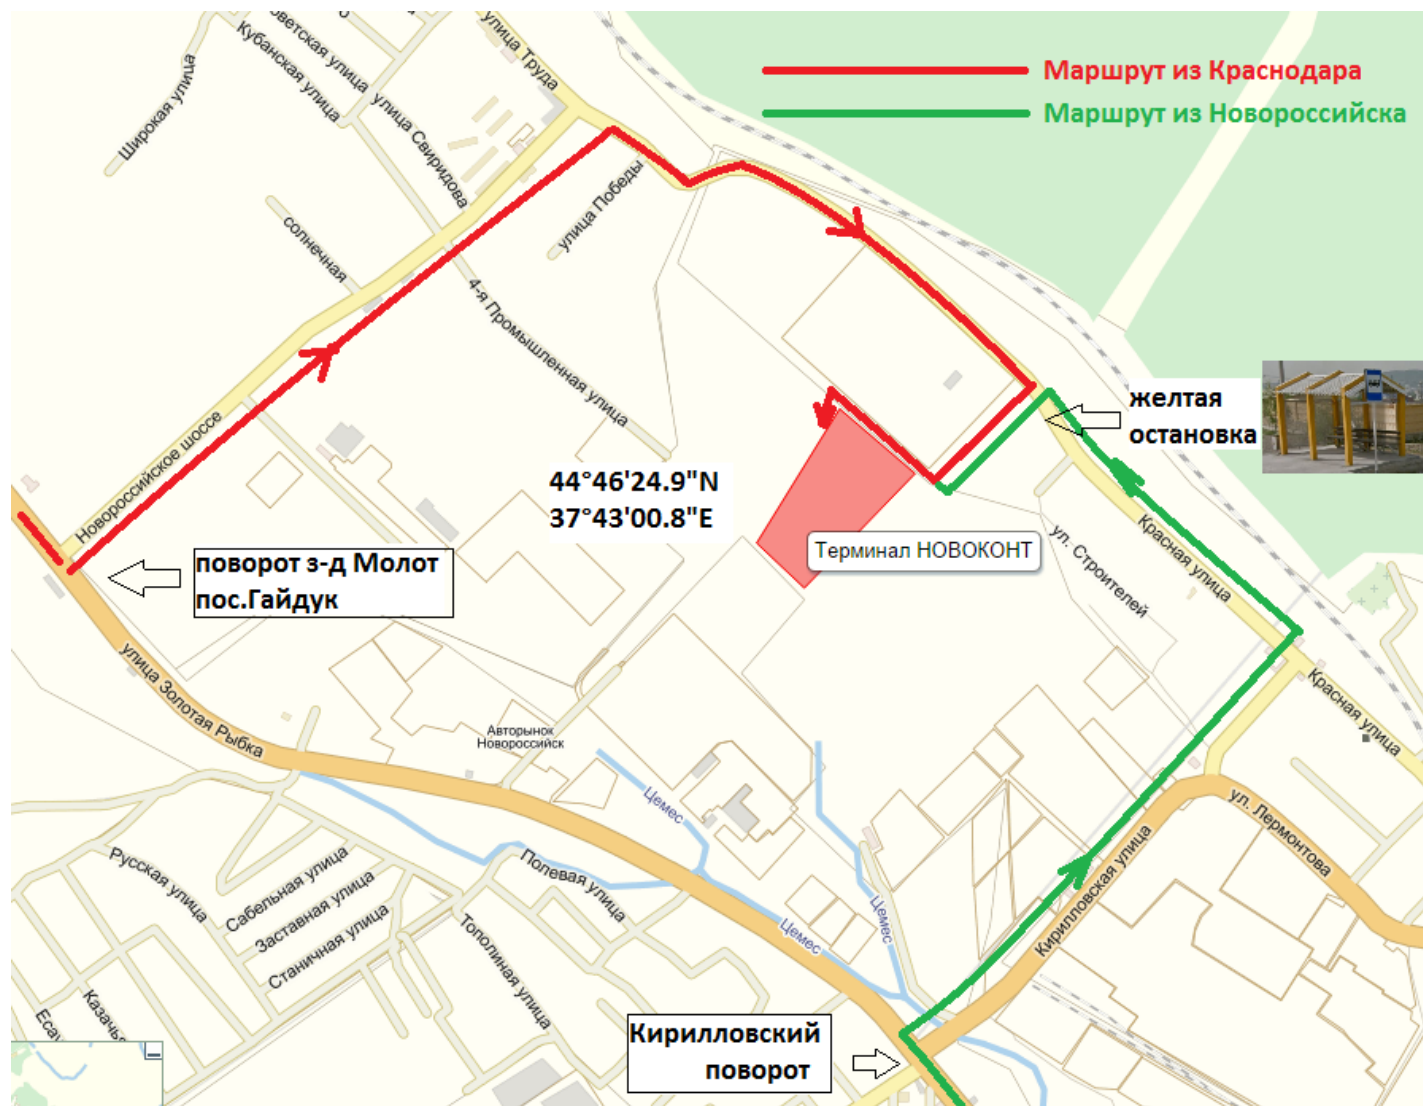 улица Труда
Советская улица
Кубанская улица
Широкая улица
улица Свиридова
Маршрут из Краснодара
Маршрут из Новороссийска
улица Победы
солнечная
4-я Промышленная улица
Новороссийское шоссе
желтая
остановка
44°46'24.9"N
37°43'00.8"E
Терминал НОВОКОНТ
ул. Строителей
Красная улица
поворот з-д Молот
пос.Гайдук
улица Золотая Рыбка
Авторынок
Новороссийск
Красная улица
Цемес
ул. Лермонтова
Русская улица
Сабельная улица
Заставная улица
Станичная улица
Полевая улица
Тополиная улица
Цемес
Цемес
Кирилловская улица
Кирилловский
поворот